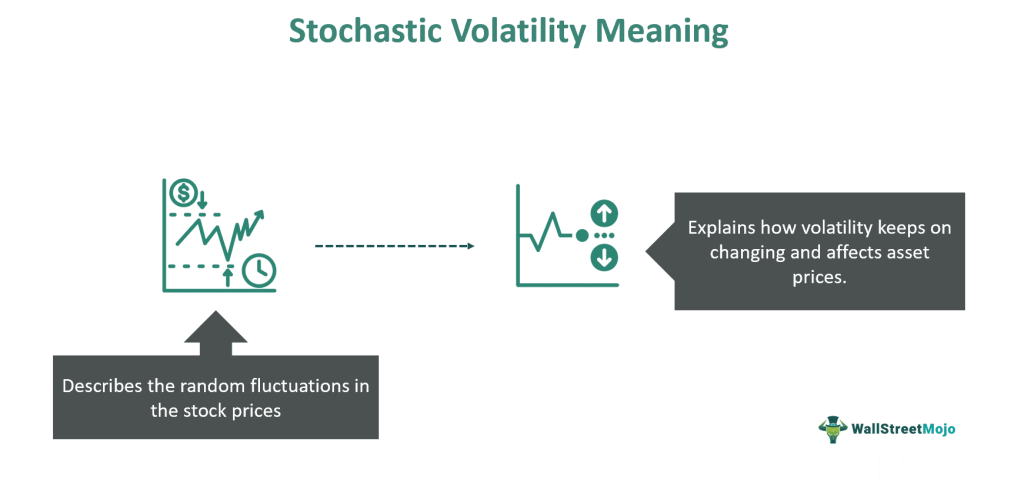 Stochastic Volatility Meaning
$
Explains how volatility keeps on
changing and affects asset
prices.
Describes the random fluctuations in
the stock prices
WallStreetMojo